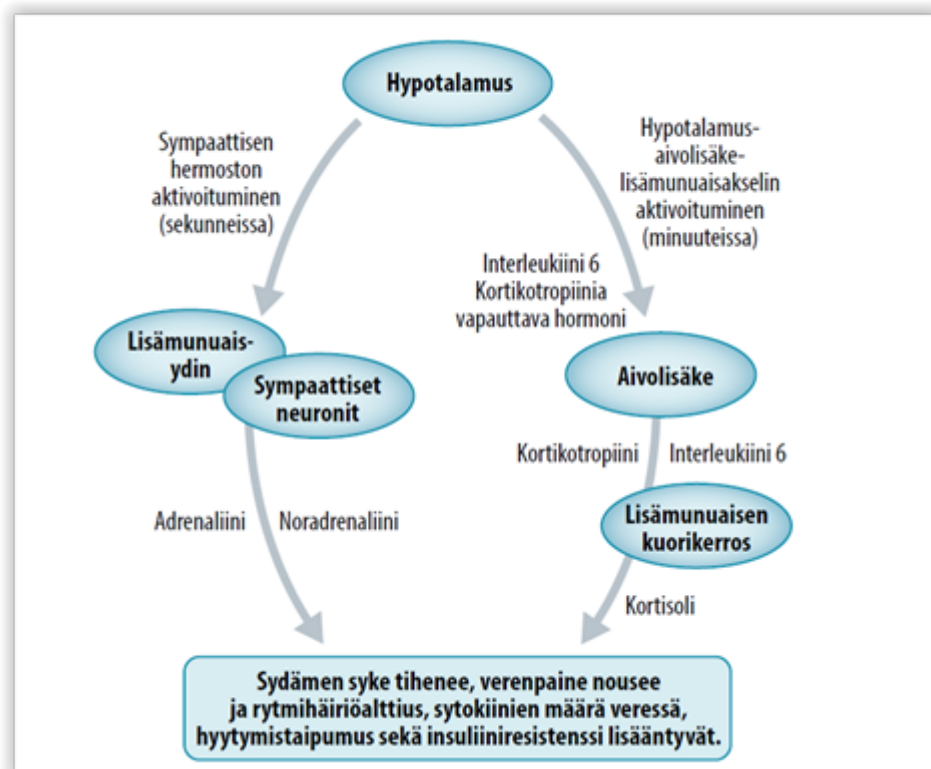 Hypotalamus
Sympaattisen
hermoston
aktivoituminen
(sekunneissa)
Hypotalamus-
aivolisäke-
lisämunuaisakselin
aktivoituminen
(minuuteissa)
Interleukiini 6
Kortikotropiinia
vapauttava hormoni
Lisämunuais-
ydin
Sympaattiset
neuronit
Aivolisäke
Kortikotropiini
Interleukiini 6
Lisämunuaisen
kuorikerros
Adrenaliini
Noradrenaliini
Kortisoli
Sydämen syke tihenee, verenpaine nousee
ja rytmihäiriöalttius, sytokiinien määrä veressä,
hyytymistaipumus sekä insuliiniresistenssi lisääntyvät.